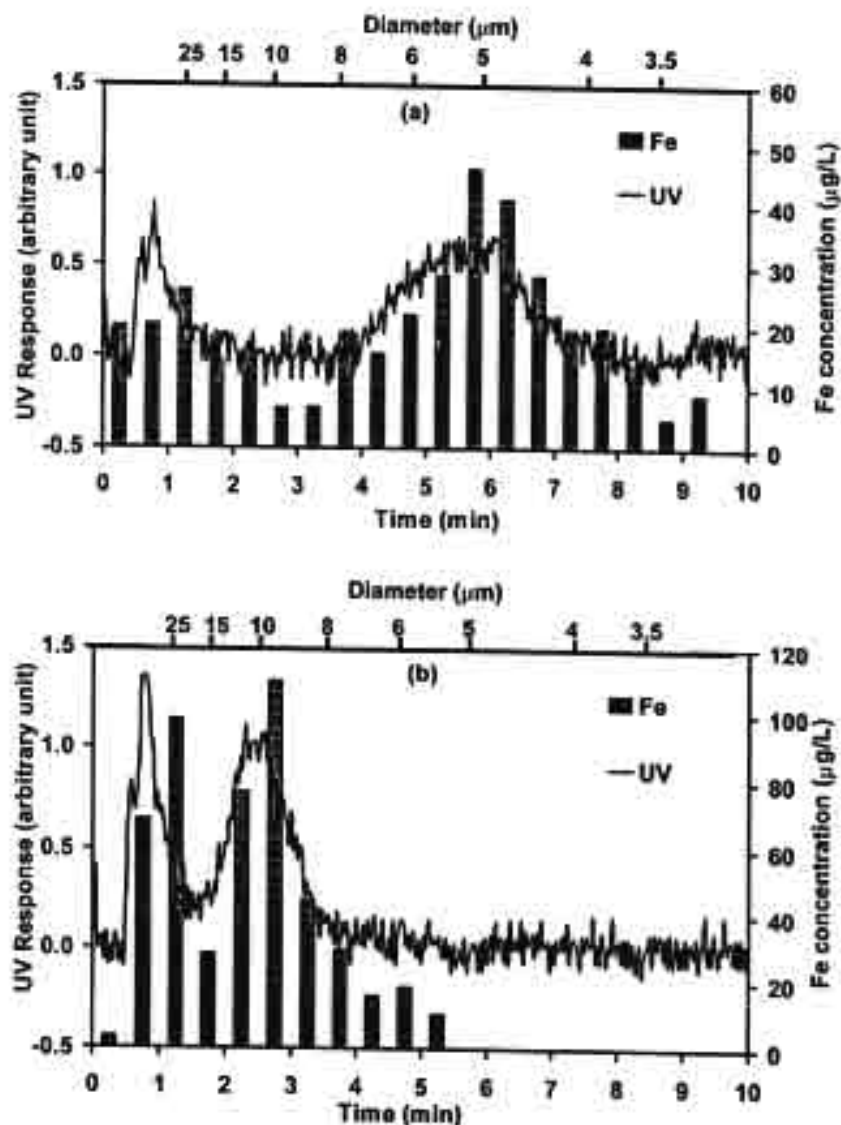 Diameter (μm)
25 15 10 8 6 5 4 3.5
1.5 60
(a)
Fe
50
1.0
UV
40
0.5
30
20
0.0
10
-0.5 0
0 1 2 3 4 5 6 7 8 9 10
UV Response (arbitrary unit)
Fe concentration (μg/L)
Time (min)
Diameter (μm)
25 15 10 8 6 5 4 3.5
1.5 120
(b)
Fe
100
1.0
UV
80
0.5
60
40
0.0
20
-0.5 0
0 1 2 3 4 5 6 7 8 9 10
UV Response (arbitrary unit)
Fe concentration (μg/L)
Time (min)